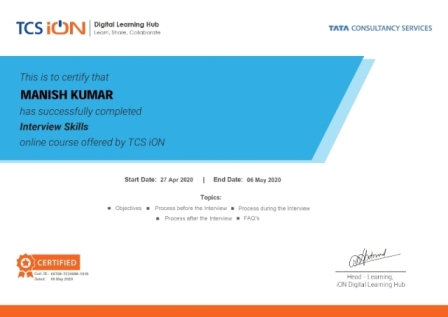 TCS iON
Digital Learning Hub
Learn, Share, Collaborate
TATA CONSULTANCY SERVICES
This is to certify that
MANISH KUMAR
has successfully completed
Interview Skills
online course offered by TCS iON
Start Date: 27 Apr 2020 | End Date: 06 May 2020
Topics:
Objectives ■ Process before the Interview ■ Process during the Interview
■ Process after the Interview ■ FAQ's
CERTIFIED
Cert ID:
Dated: 06 May 2020
Head - Learning,
iON Digital Learning Hub